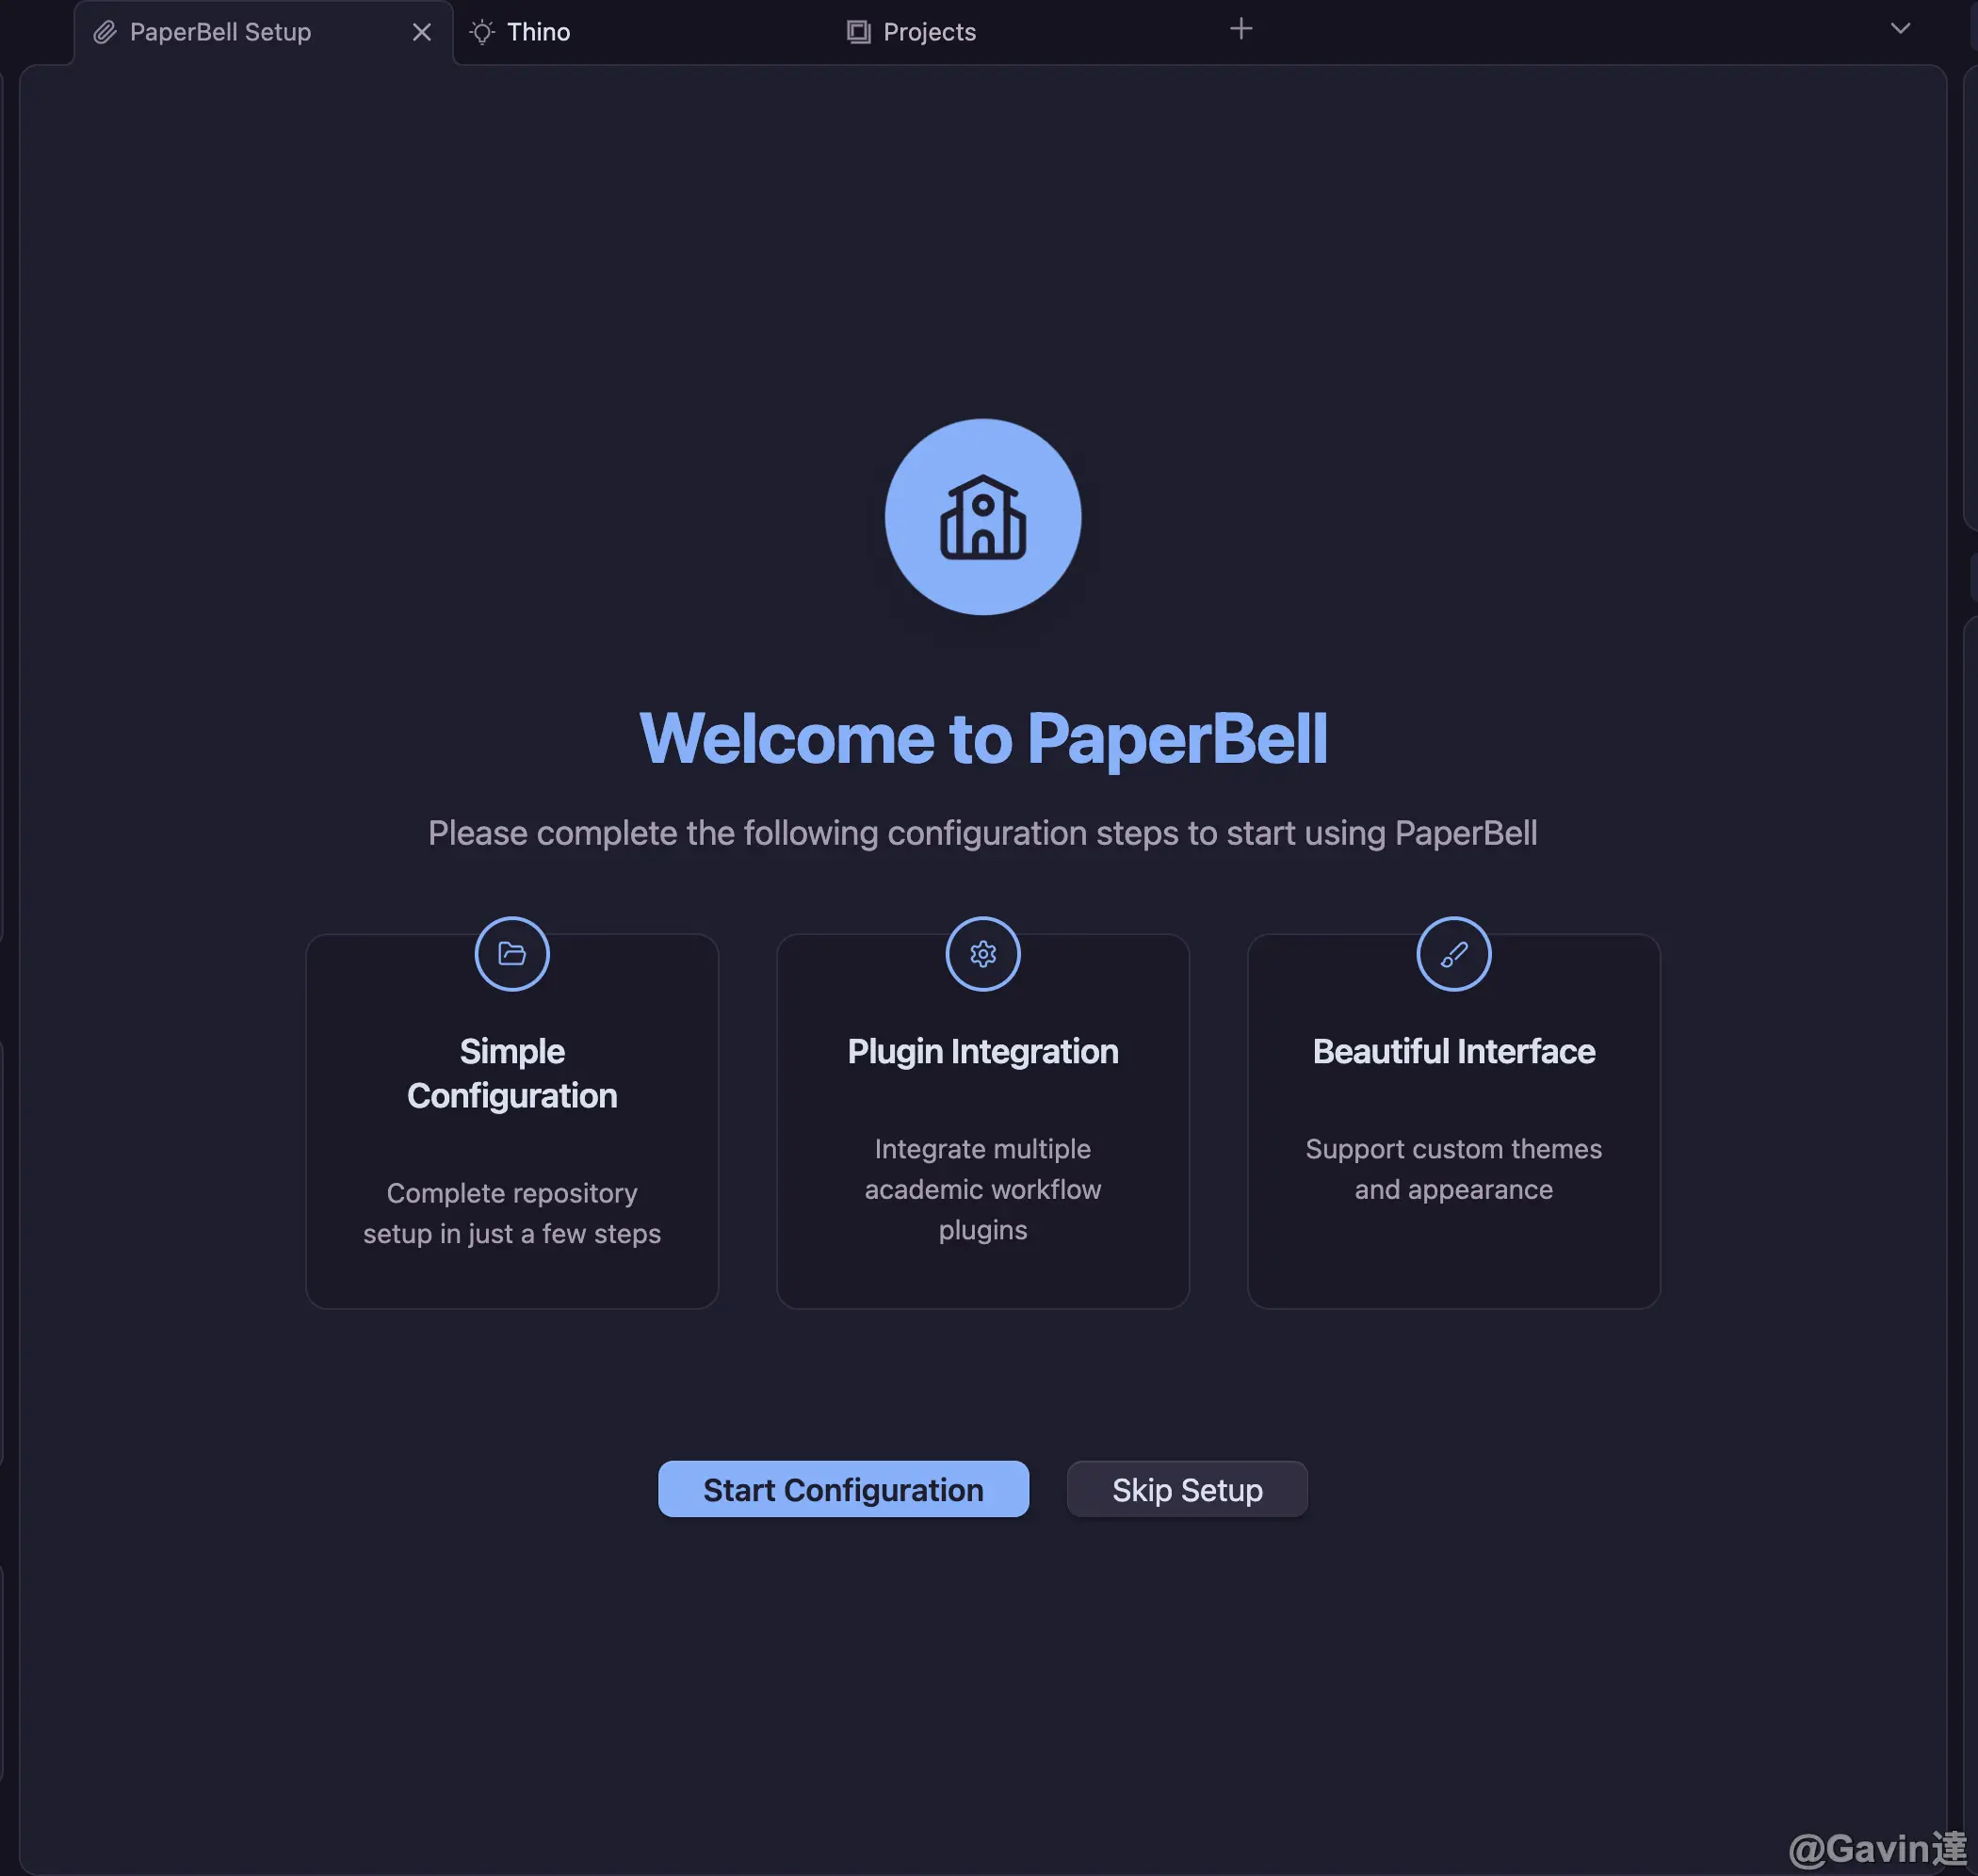 PaperBell Setup
Thino
Projects
Welcome to PaperBell
Please complete the following configuration steps to start using PaperBell
Simple
Configuration
Complete repository
setup in just a few steps
Plugin Integration
Integrate multiple
academic workflow
plugins
Beautiful Interface
Support custom themes
and appearance
Start Configuration
Skip Setup
@Gavin達